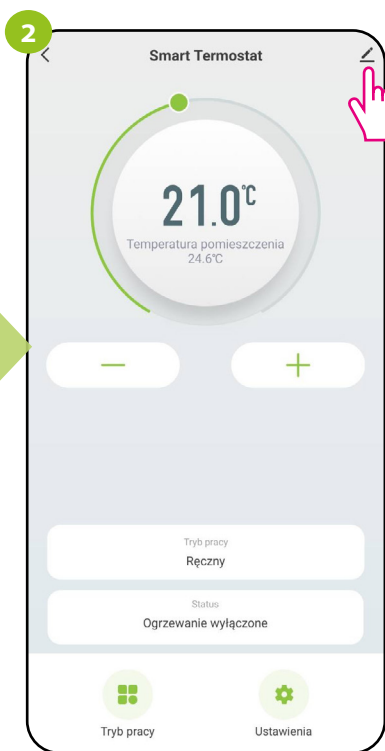 2
Smart Termostat
21.0°C
Temperatura pomieszczenia
24.6°C
Tryb pracy
Ręczny
Status
Ogrzewanie wyłączone
Tryb pracy
Ustawienia